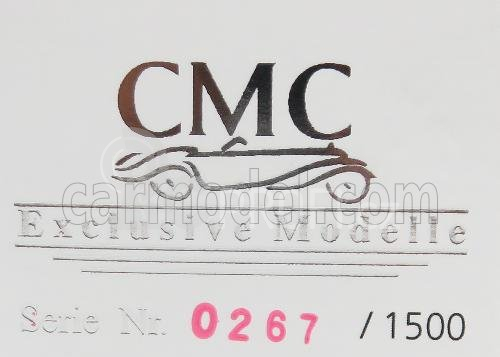 CMC
carmodel.com
Exclusive Modelle
Serie Nr. 0267 / 1500